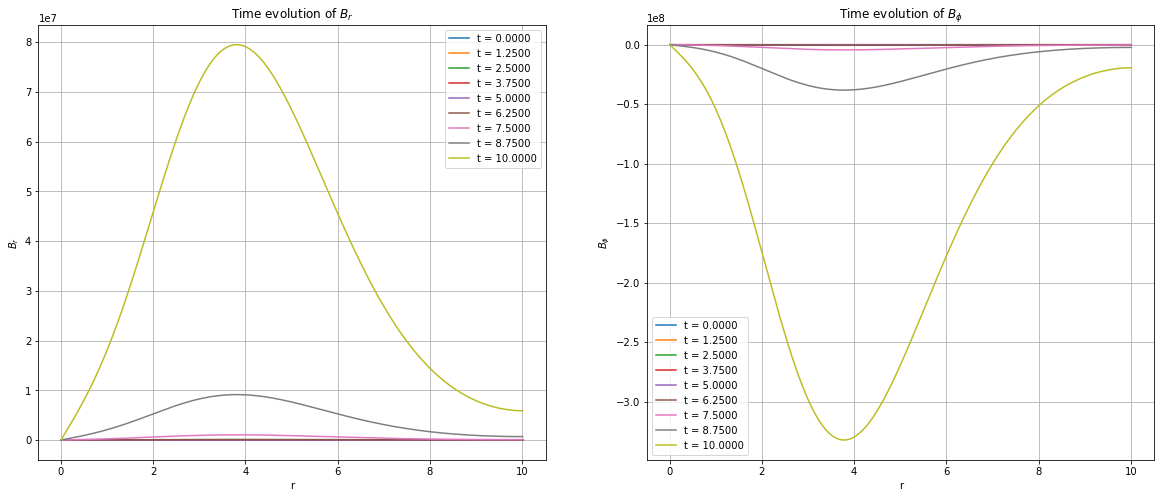 Time evolution of B_r
1e7
8
7
6
5
4
3
2
1
0
B_r
0 2 4 6 8 10
r
t = 0.0000
t = 1.2500
t = 2.5000
t = 3.7500
t = 5.0000
t = 6.2500
t = 7.5000
t = 8.7500
t = 10.0000
Time evolution of B_ϕ
1e8
0.0
−0.5
−1.0
−1.5
−2.0
−2.5
−3.0
B_ϕ
0 2 4 6 8 10
r
t = 0.0000
t = 1.2500
t = 2.5000
t = 3.7500
t = 5.0000
t = 6.2500
t = 7.5000
t = 8.7500
t = 10.0000